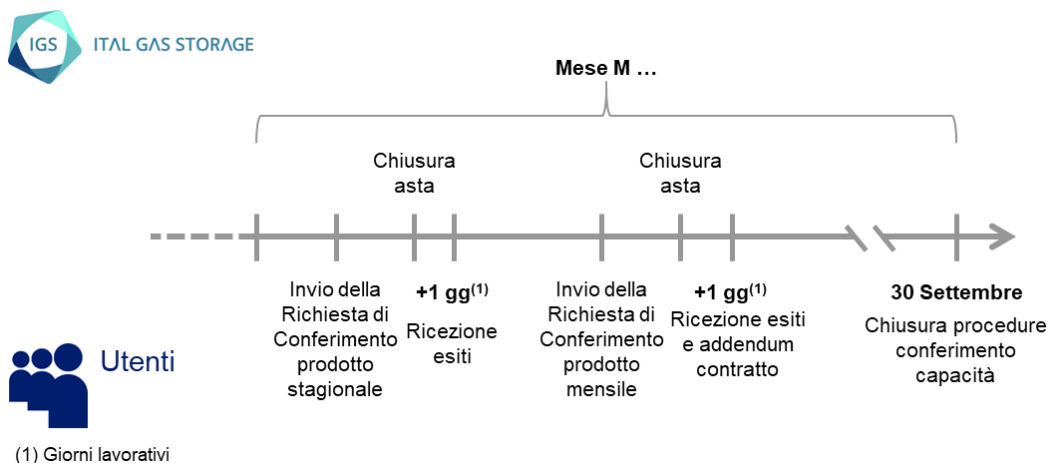 IGS
ITAL GAS STORAGE
Mese M ...
Chiusura
asta
Chiusura
asta
Invio della
Richiesta di
Conferimento
prodotto
stagionale
+1 gg(1)
Ricezione
esiti
Invio della
Richiesta di
Conferimento
prodotto
mensile
+1 gg(1)
Ricezione esiti
e addendum
contratto
30 Settembre
Chiusura procedure
conferimento
capacità
Utenti
(1) Giorni lavorativi